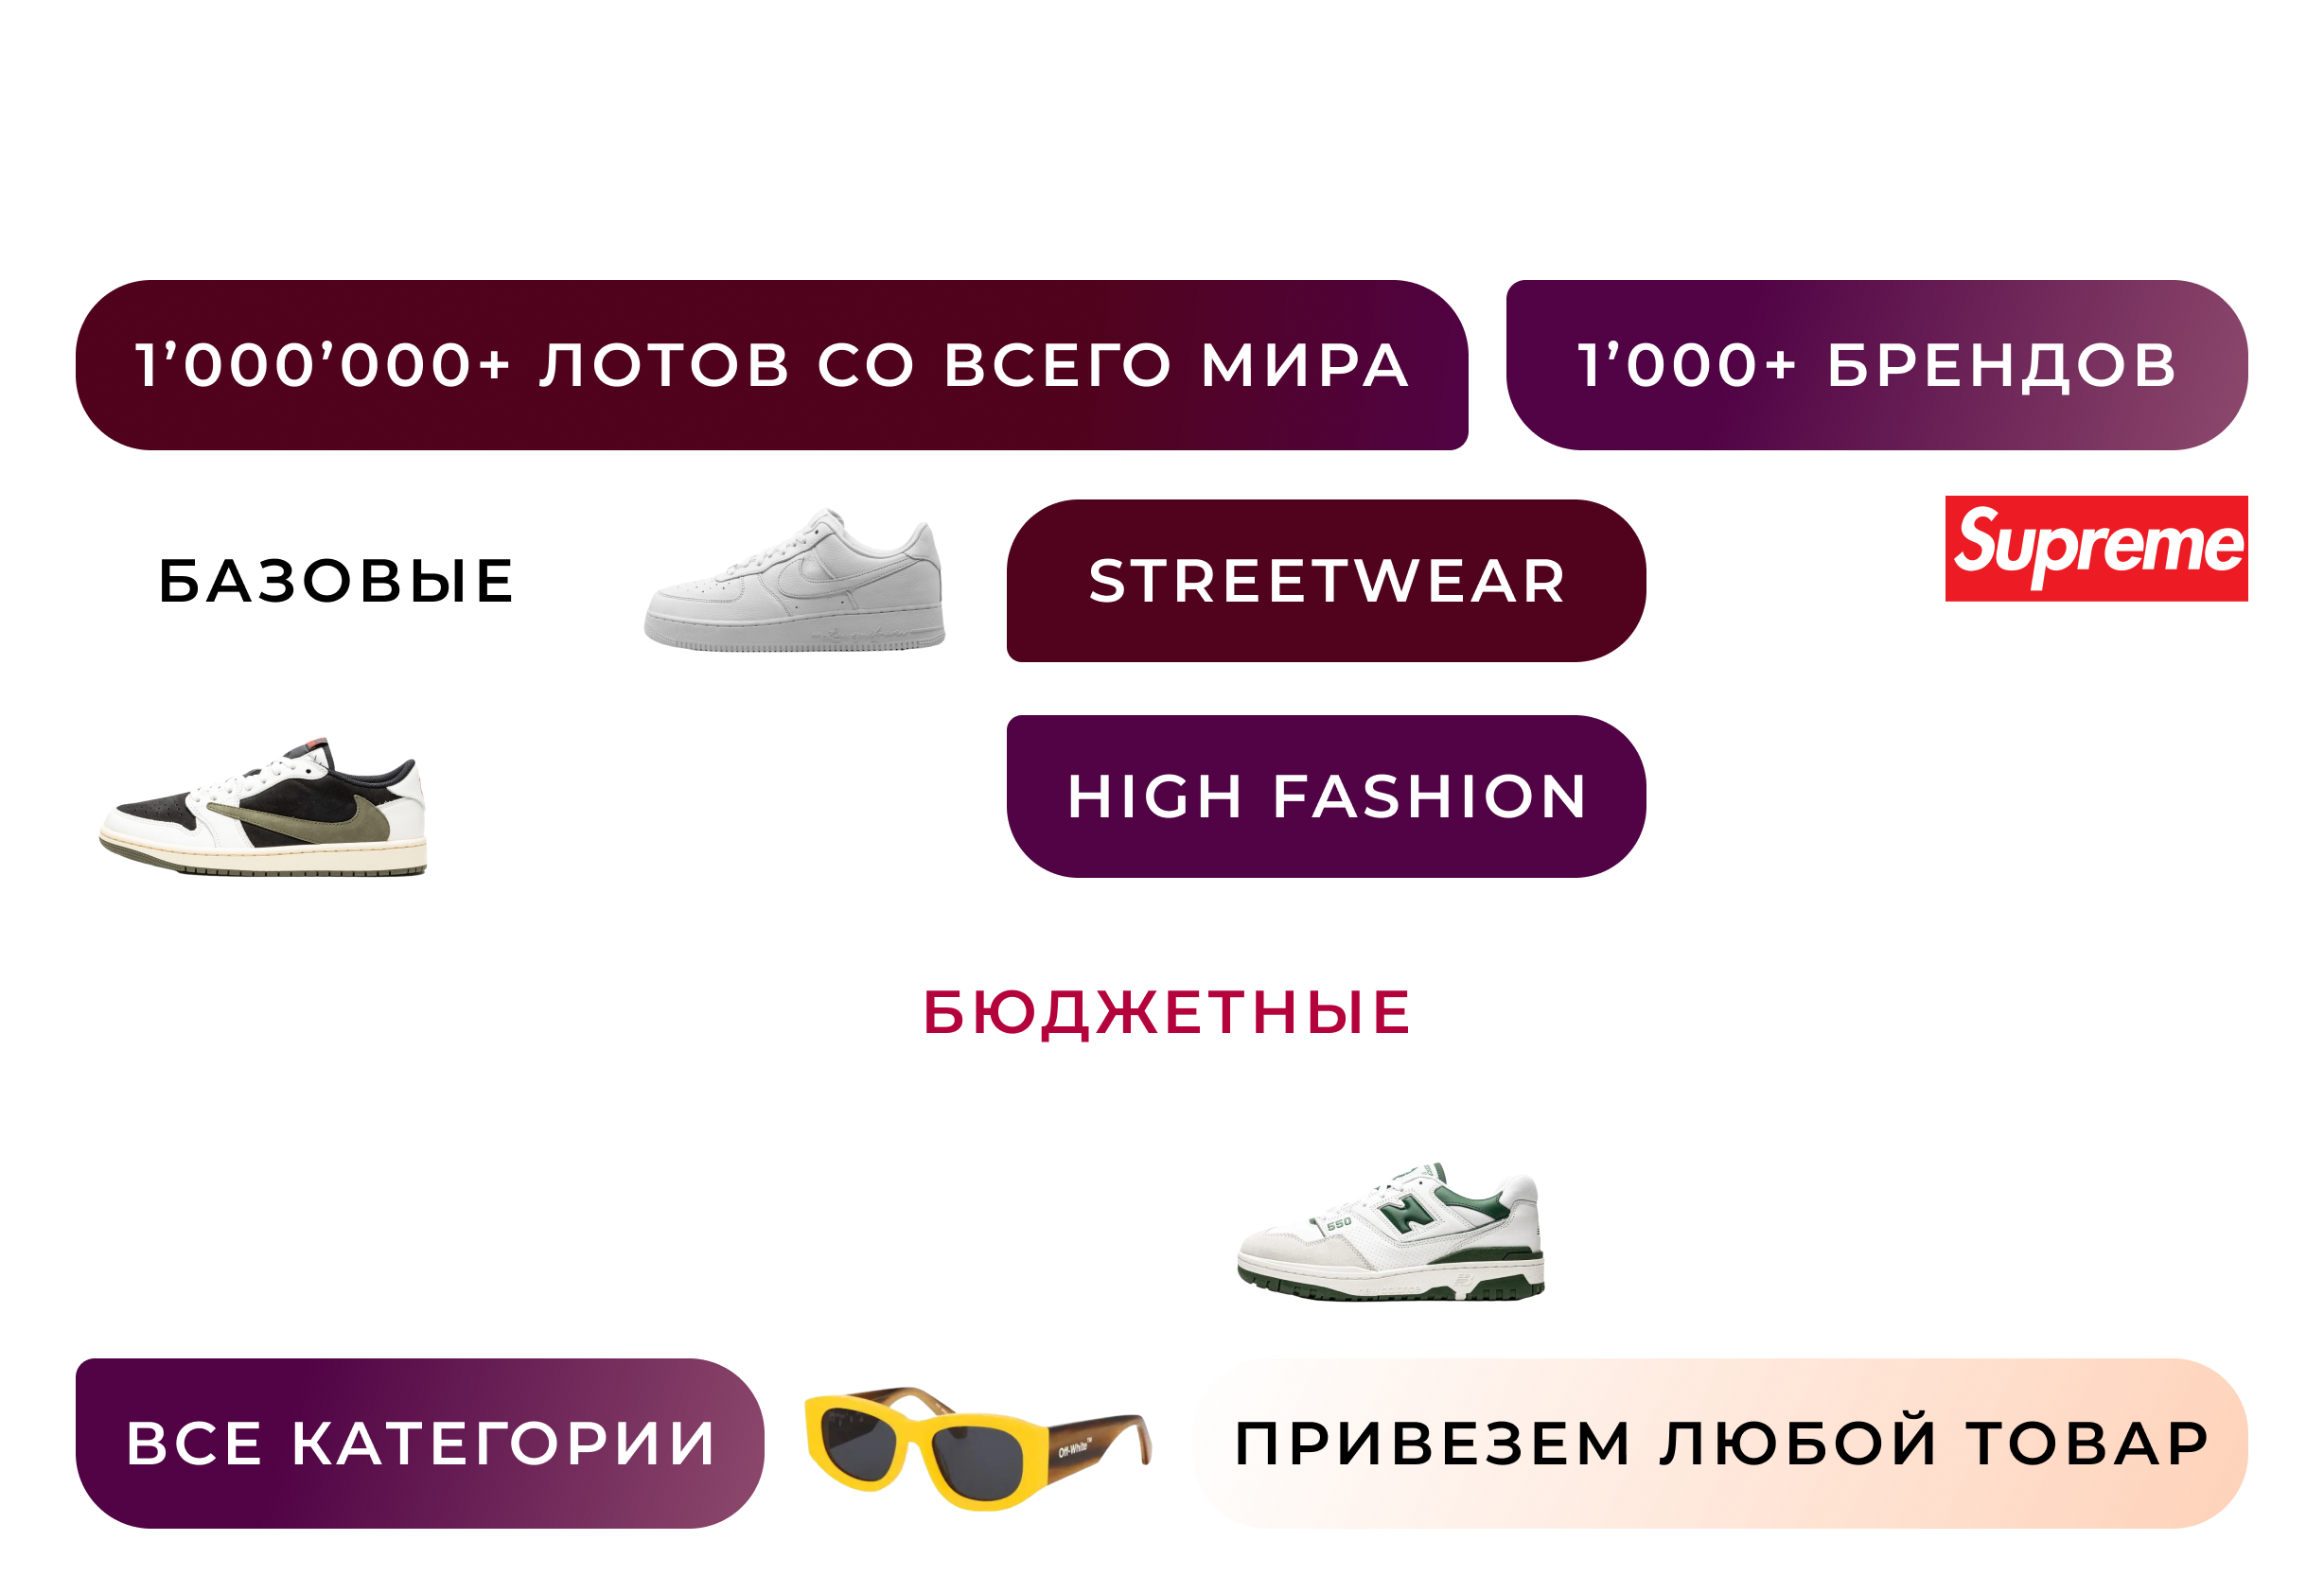 1’000’000+ ЛОТОВ СО ВСЕГО МИРА
1’000+ БРЕНДОВ
БАЗОВЫЕ
STREETWEAR
Supreme
HIGH FASHION
БЮДЖЕТНЫЕ
550
ВСЕ КАТЕГОРИИ
Off-White™
ПРИВЕЗЕМ ЛЮБОЙ ТОВАР